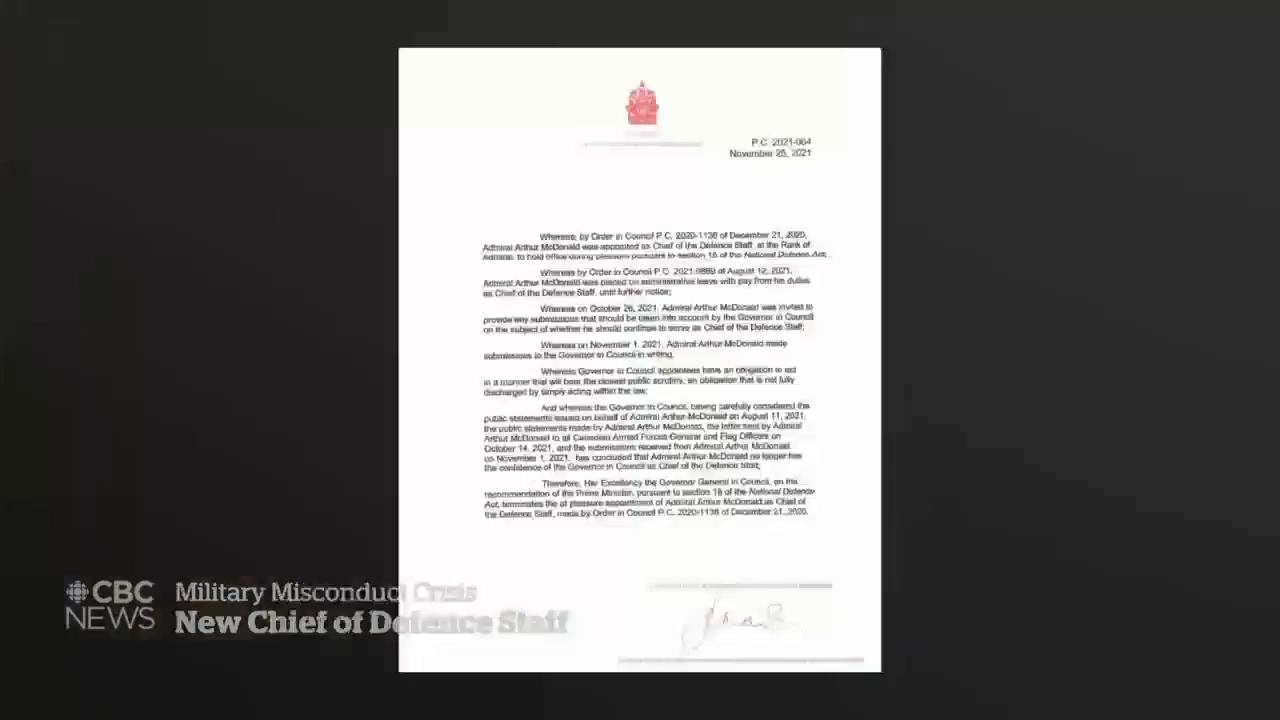 P.C. 2021-
November 25, 2021
Whereas, by Order in Council P.C. 2020-1136 of December 21, 2020,
Admiral Arthur McDonald was appointed as Chief of the Defence Staff, at the Rank of
Admiral, to hold office during pleasure pursuant to section 18 of the National Defence Act;
Whereas by Order in Council P.C. 2021-0889 of August 12, 2021,
Admiral Arthur McDonald was placed on administrative leave with pay from his duties
as Chief of the Defence Staff, until further notice;
Whereas on October 26, 2021, Admiral Arthur McDonald was invited to
provide any submissions that should be taken into account by the Governor in Council
on the subject of whether he should continue to serve as Chief of the Defence Staff;
Whereas on November 1, 2021, Admiral Arthur McDonald made
submissions to the Governor in Council in writing;
Whereas Governor in Council appointees have an obligation to act
in a manner that will bear the closest public scrutiny, an obligation that is not fully
discharged by simply acting within the law;
And whereas the Governor in Council, having carefully considered the
public statements issued on behalf of Admiral Arthur McDonald on August 11, 2021,
the public statements made by Admiral Arthur McDonald, the letter sent by Admiral
Arthur McDonald to all Canadian Armed Forces General and Flag Officers on
October 14, 2021, and the submissions received from Admiral Arthur McDonald
on November 1, 2021, has concluded that Admiral Arthur McDonald no longer has
the confidence of the Governor in Council as Chief of the Defence Staff;
Therefore, Her Excellency the Governor General in Council, on the
recommendation of the Prime Minister, pursuant to section 18 of the National Defence
Act, terminates the at pleasure appointment of Admiral Arthur McDonald as Chief of
the Defence Staff, made by Order in Council P.C. 2020-1136 of December 21, 2020.
CBC NEWS
Military Misconduct Crisis
New Chief of Defence Staff